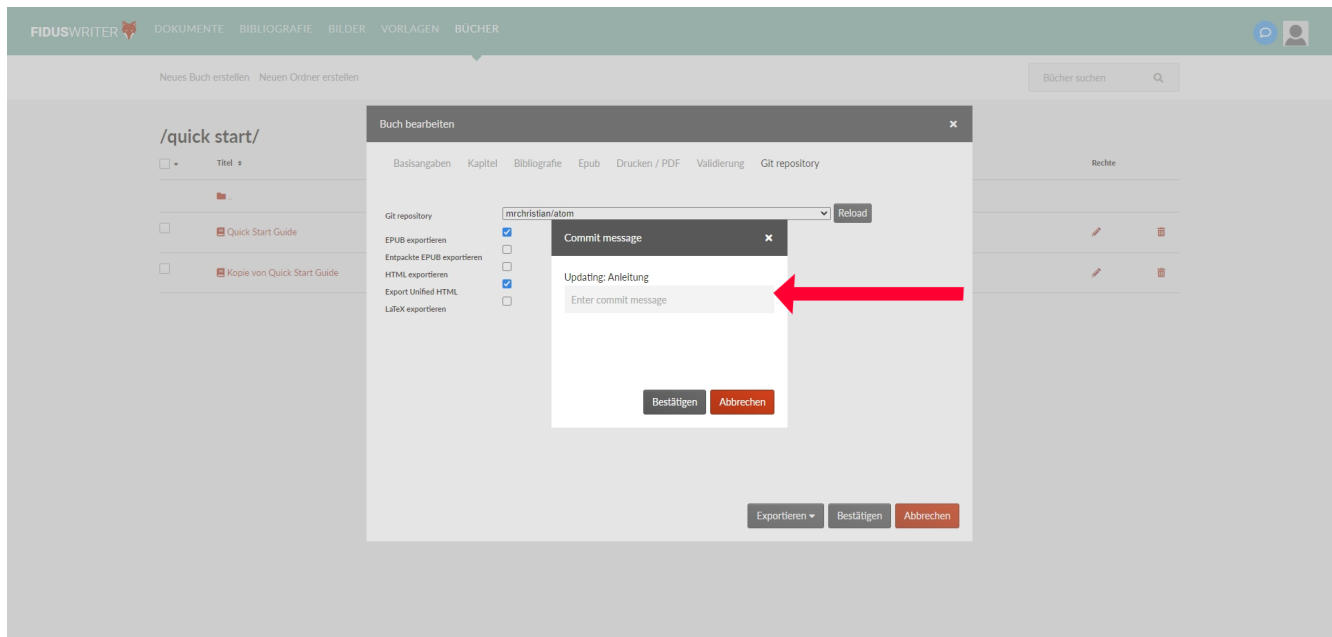 FIDUSWRITER DOKUMENTE BIBLIOGRAFIE BILDER VORLAGEN BÜCHER
Neues Buch erstellen Neuen Ordner erstellen Bücher suchen
/quick start/
Titel Rechte
..
Quick Start Guide
Kopie von Quick Start Guide
Buch bearbeiten ×
Basisangaben Kapitel Bibliografie Epub Drucken / PDF Validierung Git repository
Git repository mrchristian/atom Reload
EPUB exportieren
Entpackte EPUB exportieren
HTML exportieren
Export Unified HTML
LaTeX exportieren
Commit message ×
Updating: Anleitung
Enter commit message
Bestätigen Abbrechen
Exportieren Bestätigen Abbrechen